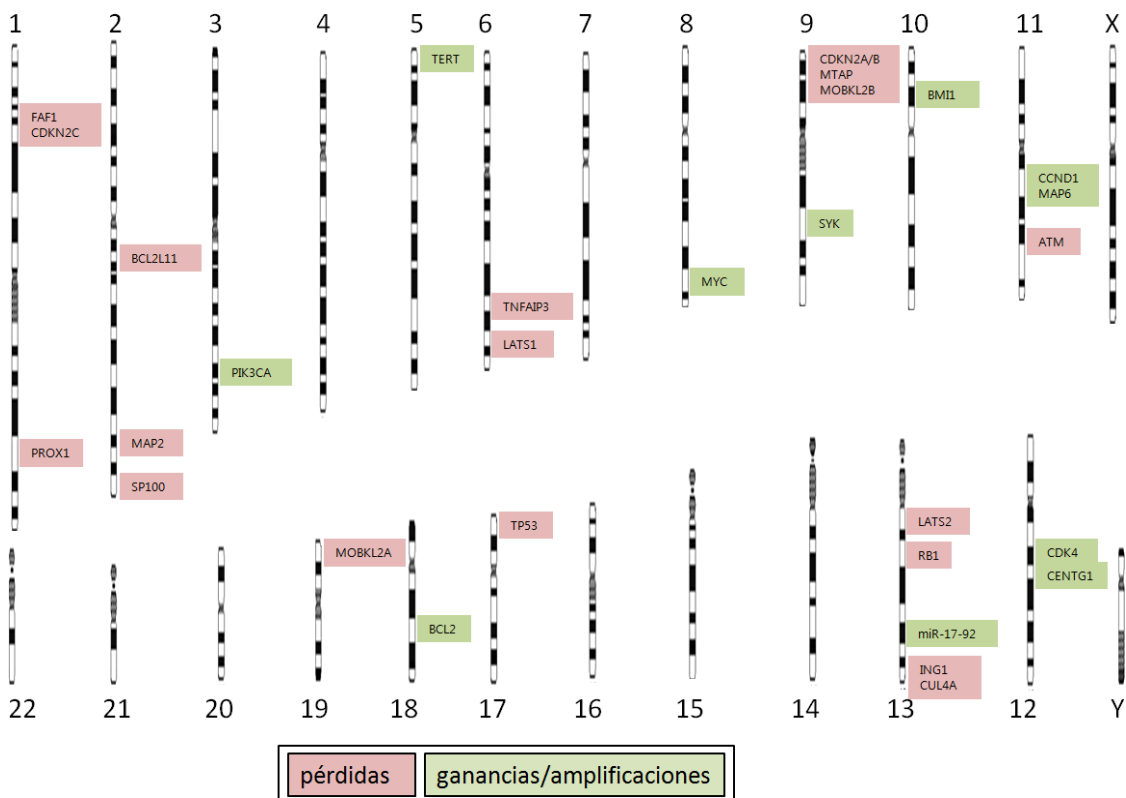 1 2 3 4 5 6 7 8 9 10 11 X
TERT
CDKN2A/B
MTAP
MOBKL2B
BMI1
FAF1
CDKN2C
CCND1
MAP6
SYK
ATM
BCL2L11
MYC
TNFAIP3
LATS1
PIK3CA
MAP2
PROX1
SP100
TP53
LATS2
MOBKL2A
RB1
CDK4
CENTG1
BCL2
miR-17-92
ING1
CUL4A
22 21 20 19 18 17 16 15 14 13 12 Y
pérdidas
ganancias/amplificaciones